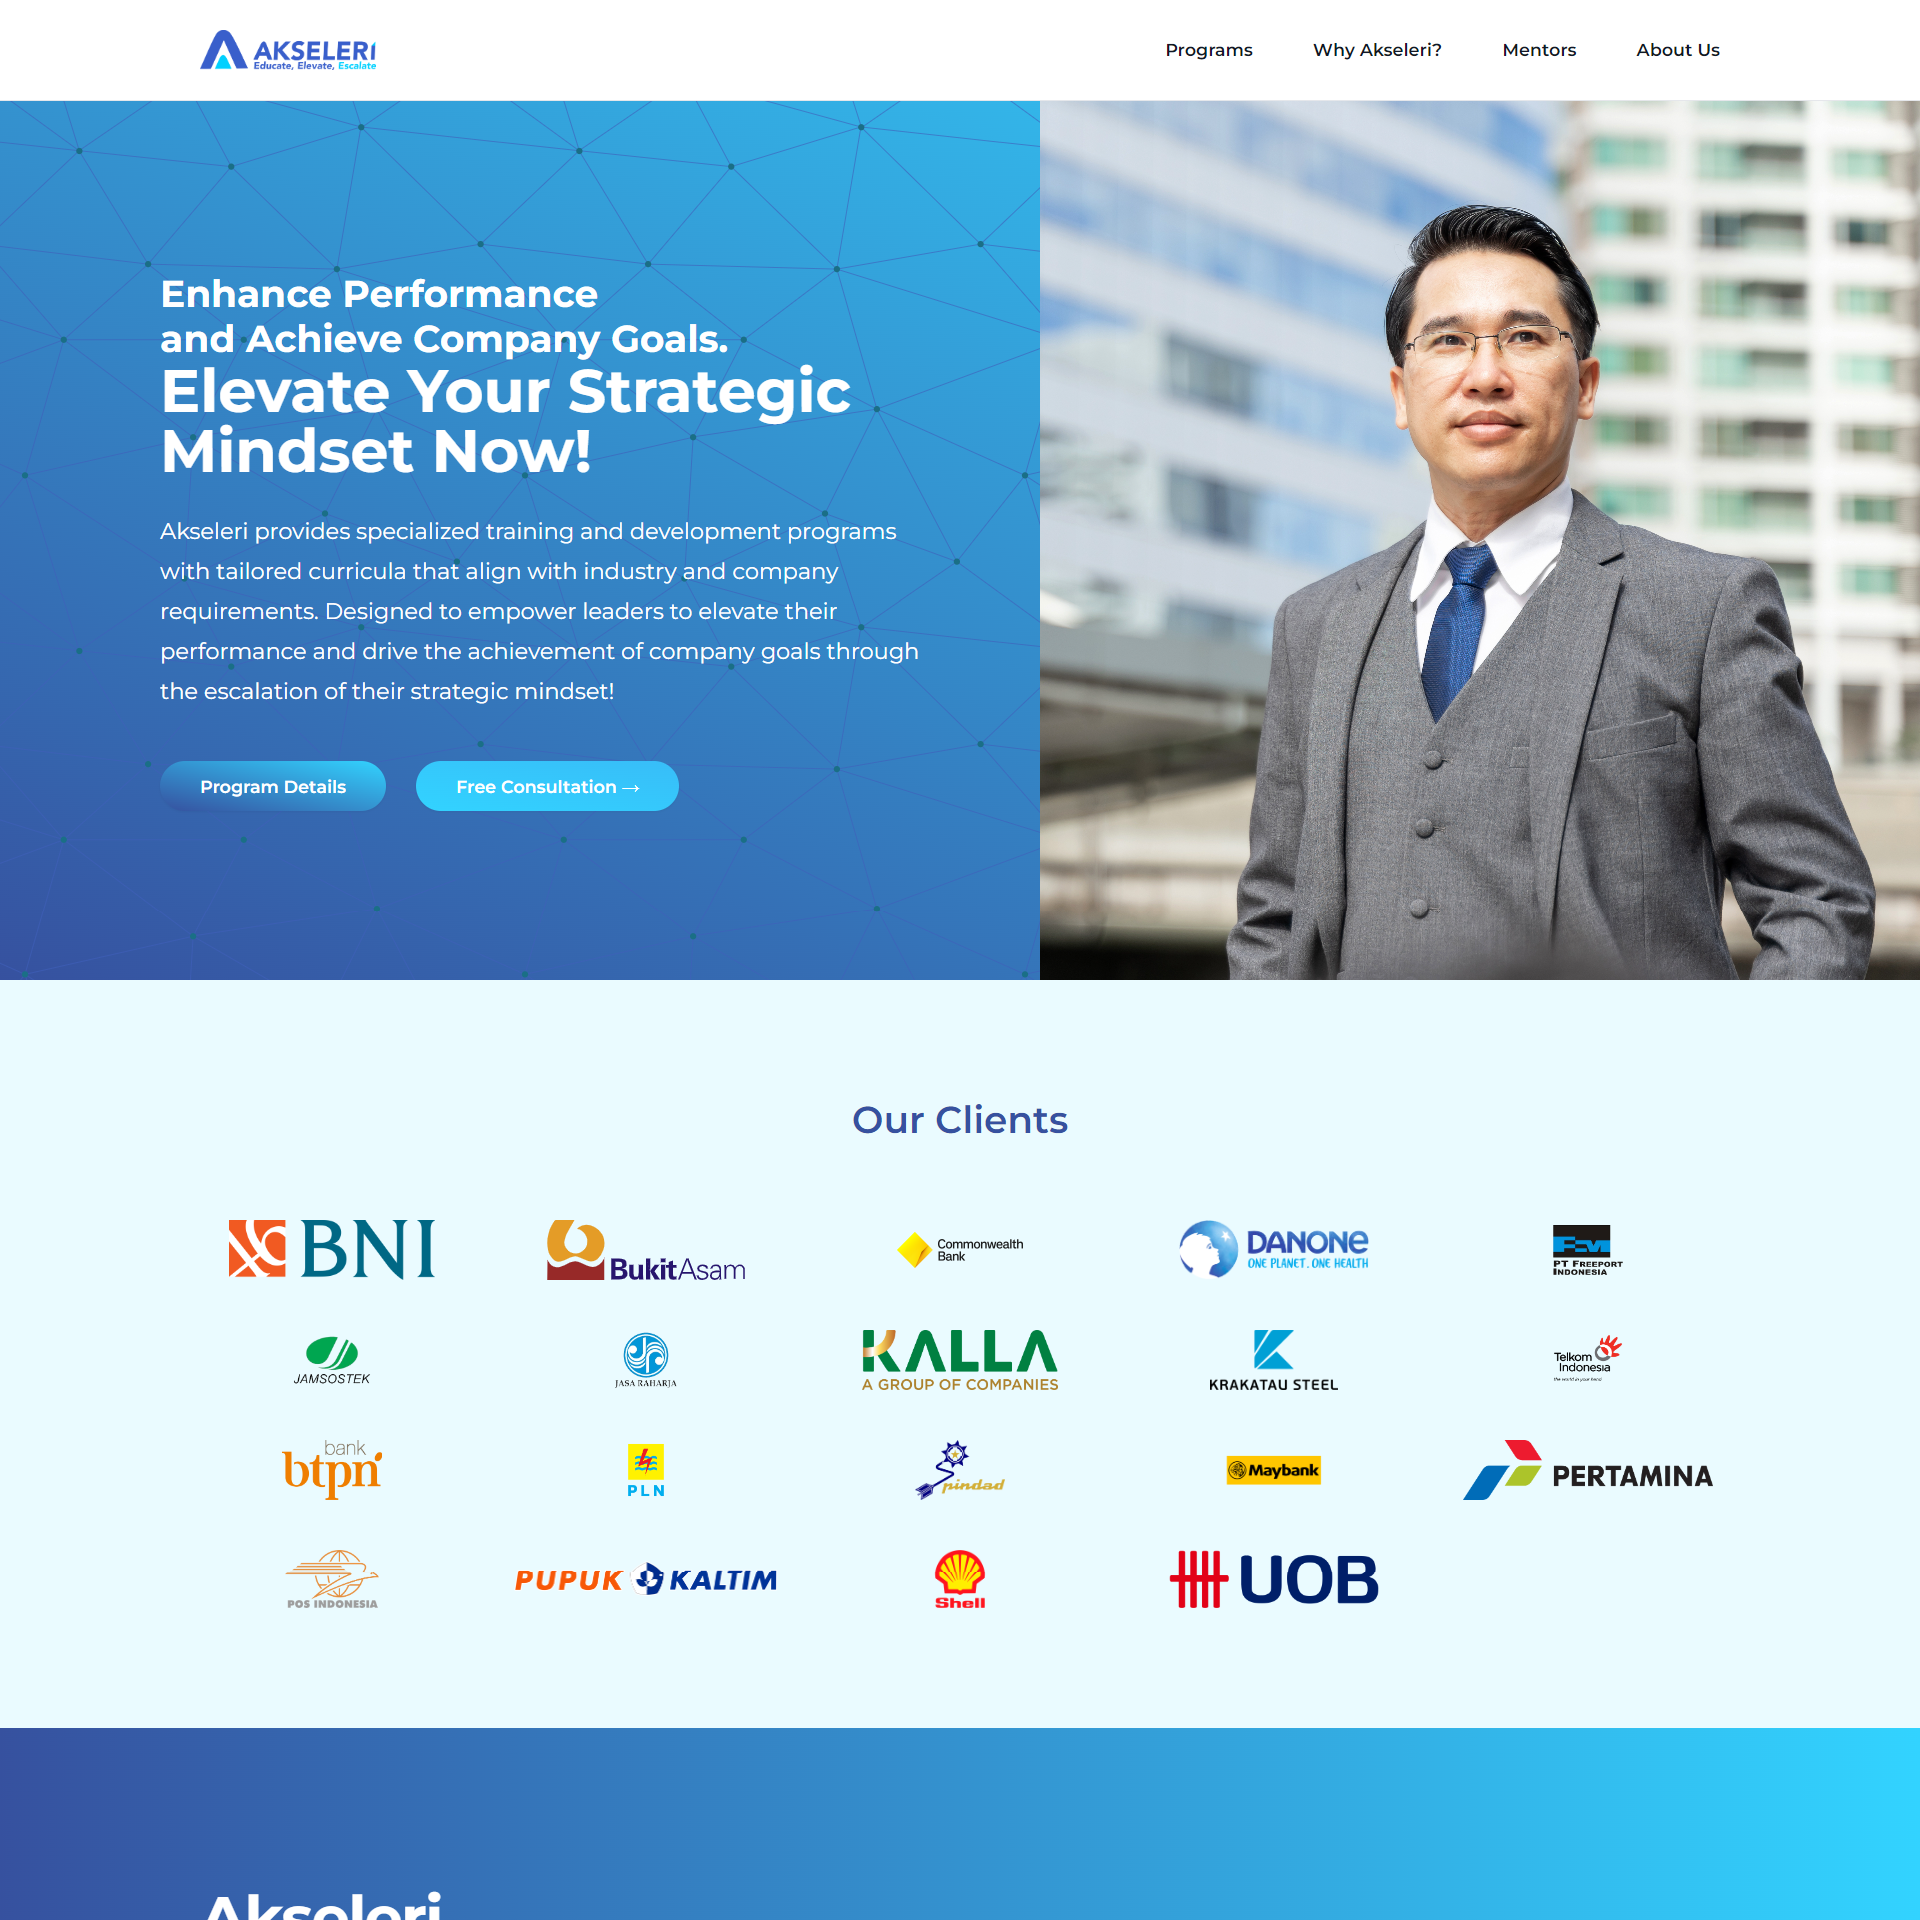 AKSELERI
Educate, Elevate, Escalate
Programs
Why Akseleri?
Mentors
About Us
Enhance Performance
and Achieve Company Goals.
Elevate Your Strategic
Mindset Now!
Akseleri provides specialized training and development programs
with tailored curricula that align with industry and company
requirements. Designed to empower leaders to elevate their
performance and drive the achievement of company goals through
the escalation of their strategic mindset!
Program Details
Free Consultation →
Our Clients
BNI
BukitAsam
Commonwealth
Bank
DANONE
ONE PLANET. ONE HEALTH
PT FREEPORT
INDONESIA
JAMSOSTEK
JASA RAHARJA
KALLA
A GROUP OF COMPANIES
KRAKATAU STEEL
Telkom
Indonesia
the world in your hand
bank
btpn
PLN
pindad
Maybank
PERTAMINA
POS INDONESIA
PUPUK KALTIM
Shell
UOB
Akseleri